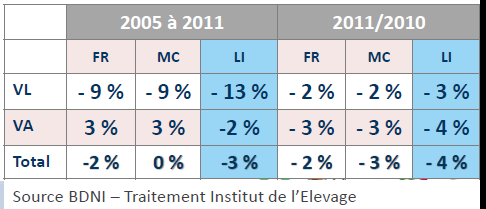 2005 à 2011 2011/2010
FR MC LI FR MC LI
VL - 9 % - 9 % - 13 % - 2 % - 2 % - 3 %
VA 3 % 3 % -2 % - 3 % - 3 % - 4 %
Total -2 % 0 % -3 % - 2 % - 3 % - 4 %
Source BDNI – Traitement Institut de l’Elevage